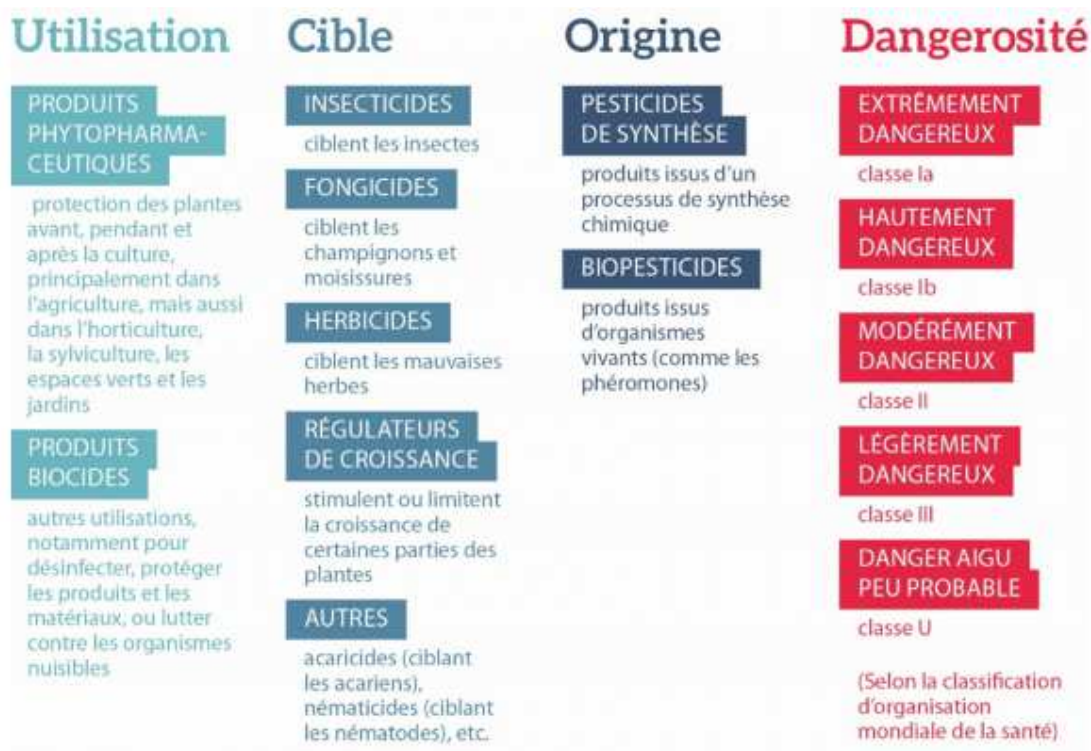 Utilisation
PRODUITS
PHYTOPHARMA-
CEUTIQUES
protection des plantes
avant, pendant et
après la culture,
principalement dans
l'agriculture, mais aussi
dans l'horticulture,
la sylviculture, les
espaces verts et les
jardins
PRODUITS
BIOCIDES
autres utilisations,
notamment pour
désinfecter, protéger
les produits et les
matériaux, ou lutter
contre les organismes
nuisibles
Cible
INSECTICIDES
ciblent les insectes
FONGICIDES
ciblent les
champignons et
moisissures
HERBICIDES
ciblent les mauvaises
herbes
RÉGULATEURS
DE CROISSANCE
stimulent ou limitent
la croissance de
certaines parties des
plantes
AUTRES
acaricides (ciblant
les acariens),
nématicides (ciblant
les nématodes), etc.
Origine
PESTICIDES
DE SYNTHÈSE
produits issus d'un
processus de synthèse
chimique
BIOPESTICIDES
produits issus
d'organismes
vivants (comme les
phéromones)
Dangerosité
EXTRÊMEMENT
DANGEREUX
classe Ia
HAUTEMENT
DANGEREUX
classe Ib
MODÉRÉMENT
DANGEREUX
classe II
LÉGÈREMENT
DANGEREUX
classe III
DANGER AIGU
PEU PROBABLE
classe U
(Selon la classification
d'organisation
mondiale de la santé)